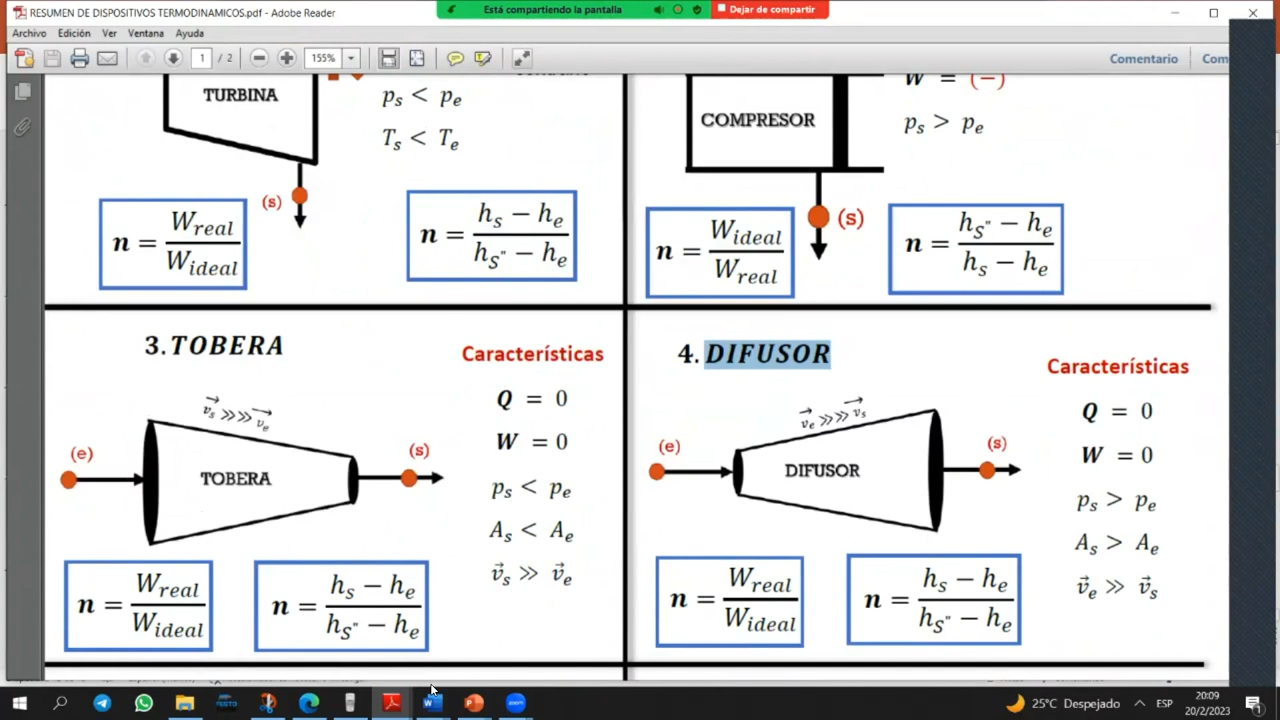 RESUMEN DE DISPOSITIVOS TERMODINAMICOS.pdf - Adobe Reader
Está compartiendo la pantalla
Dejar de compartir
Archivo Edición Ver Ventana Ayuda
1 / 2
155%
Comentario
Com
TURBINA
p_s < p_e
T_s < T_e
(s)
n = W_real / W_ideal
n = (h_s − h_e) / (h_S" − h_e)
W = (−)
COMPRESOR
p_s > p_e
(s)
n = W_ideal / W_real
n = (h_S" − h_e) / (h_s − h_e)
3. TOBERA
Características
v_s ⋙> v_e
(e)
TOBERA
(s)
Q = 0
W = 0
p_s < p_e
A_s < A_e
v_s ≫ v_e
n = W_real / W_ideal
n = (h_s − h_e) / (h_S" − h_e)
4. DIFUSOR
Características
v_e ⋙> v_s
(e)
DIFUSOR
(s)
Q = 0
W = 0
p_s > p_e
A_s > A_e
v_e ≫ v_s
n = W_real / W_ideal
n = (h_s − h_e) / (h_S" − h_e)
25°C Despejado
ESP
20:09
20/2/2023